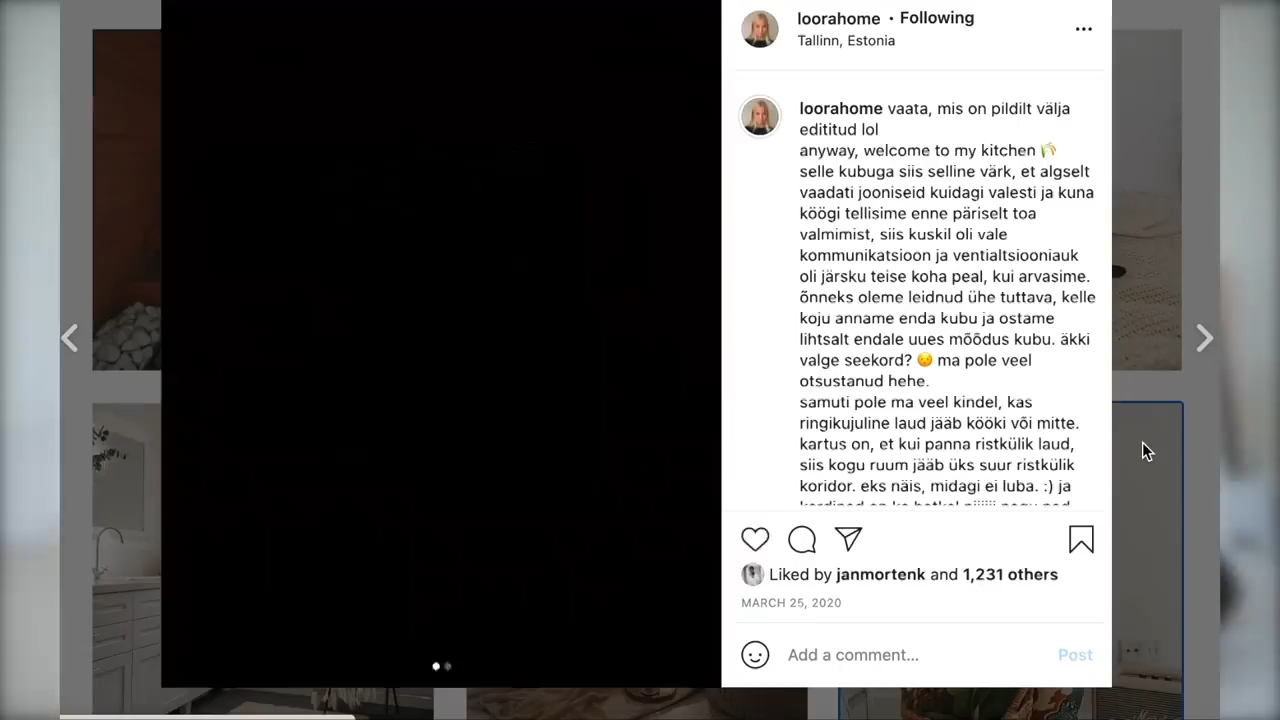 loorahome • Following
Tallinn, Estonia
loorahome vaata, mis on pildilt välja
edititud lol
anyway, welcome to my kitchen
selle kubuga siis selline värk, et algselt
vaadati jooniseid kuidagi valesti ja kuna
köögi tellisime enne päriselt toa
valmimist, siis kuskil oli vale
kommunikatsioon ja ventialtsiooniauk
oli järsku teise koha peal, kui arvasime.
õnneks oleme leidnud ühe tuttava, kelle
koju anname enda kubu ja ostame
lihtsalt endale uues mõõdus kubu. äkki
valge seekord? 😔 ma pole veel
otsustanud hehe.
samuti pole ma veel kindel, kas
ringikujuline laud jääb kööki või mitte.
kartus on, et kui panna ristkülik laud,
siis kogu ruum jääb üks suur ristkülik
koridor. eks näis, midagi ei luba. :) ja
Liked by janmortenk and 1,231 others
MARCH 25, 2020
Add a comment...
Post